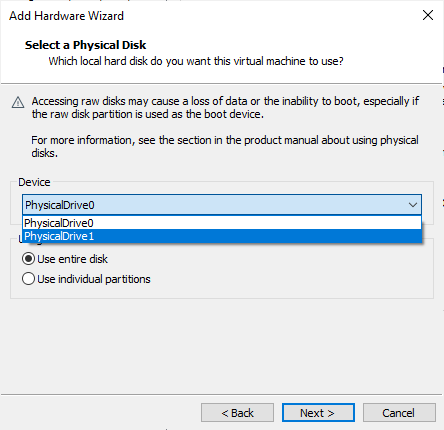 Add Hardware Wizard
Select a Physical Disk
Which local hard disk do you want this virtual machine to use?
Accessing raw disks may cause a loss of data or the inability to boot, especially if
the raw disk partition is used as the boot device.
For more information, see the section in the product manual about using physical
disks.
Device
PhysicalDrive0
PhysicalDrive0
PhysicalDrive1
Use entire disk
Use individual partitions
< Back
Next >
Cancel